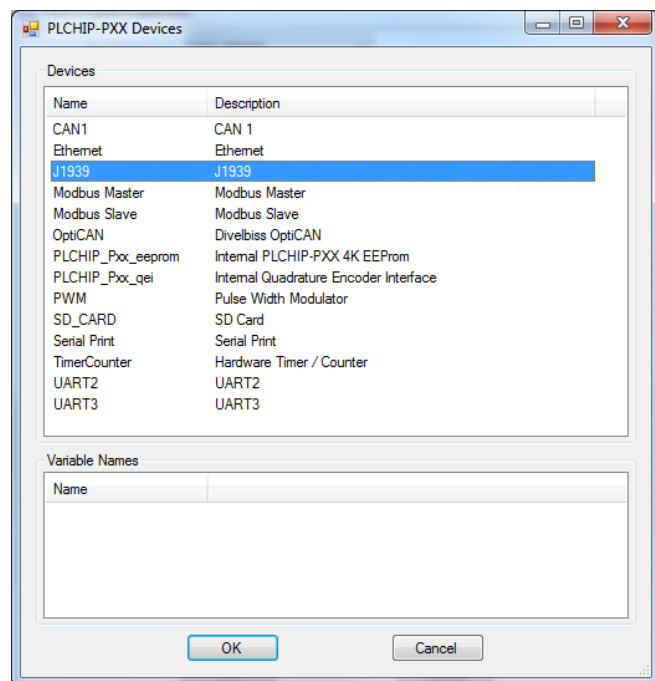 PLCHIP-PXX Devices
Devices
Name Description
CAN1 CAN 1
Ethernet Ethernet
J1939 J1939
Modbus Master Modbus Master
Modbus Slave Modbus Slave
OptiCAN Divelbiss OptiCAN
PLCHIP_Pxx_eeprom Internal PLCHIP-PXX 4K EEProm
PLCHIP_Pxx_qei Internal Quadrature Encoder Interface
PWM Pulse Width Modulator
SD_CARD SD Card
Serial Print Serial Print
TimerCounter Hardware Timer / Counter
UART2 UART2
UART3 UART3
Variable Names
Name
OK Cancel